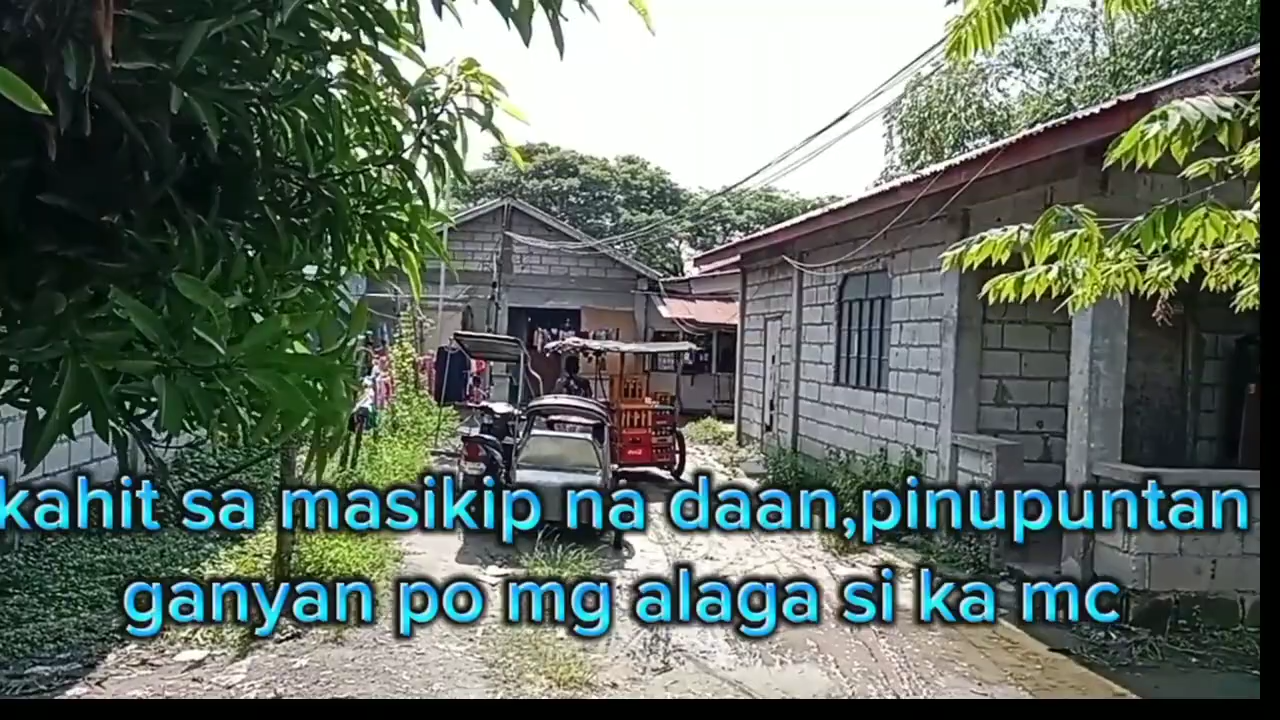 kahit sa masikip na daan,pinupuntan
ganyan po mg alaga si ka mc